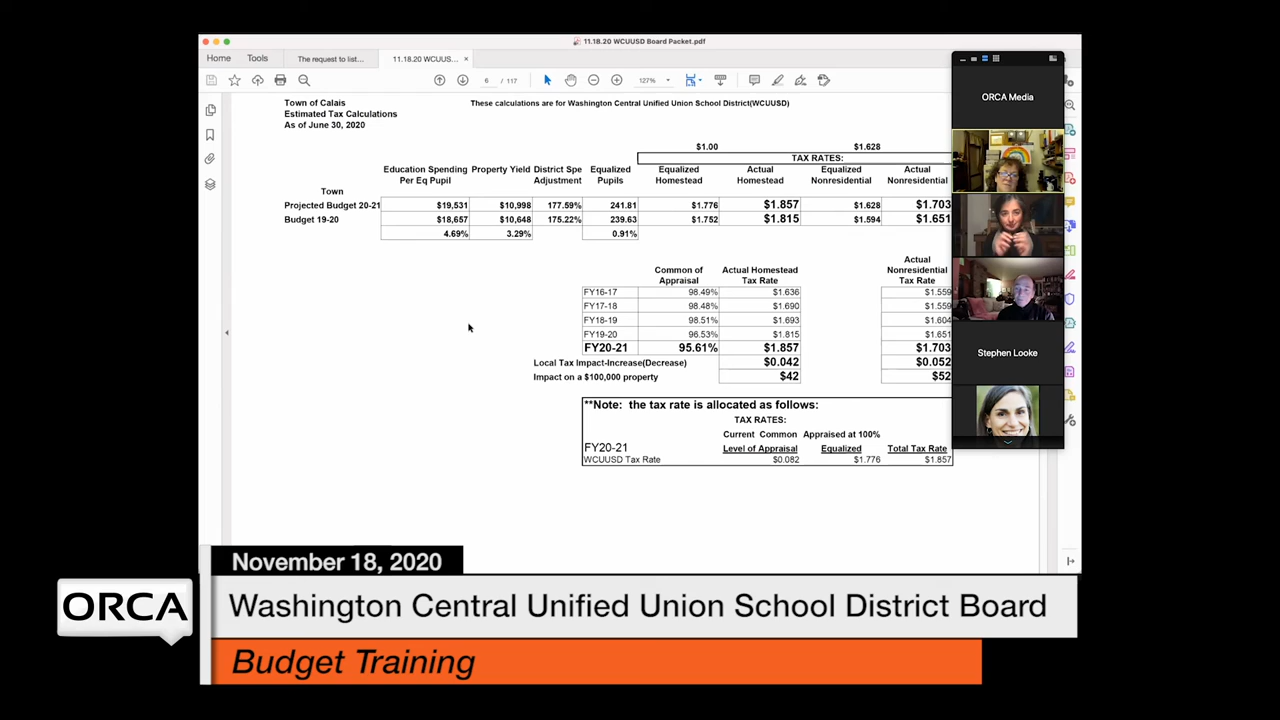 11.18.20 WCUUSD Board Packet.pdf
Home Tools The request to list... 11.18.20 WCUUS... ×
6 / 117 127%
Town of Calais These calculations are for Washington Central Unified Union School District(WCUUSD)
Estimated Tax Calculations
As of June 30, 2020
$1.00 $1.628
TAX RATES:
Education Spending Property Yield District Spe Equalized Equalized Actual Equalized Actual
Per Eq Pupil Adjustment Pupils Homestead Homestead Nonresidential Nonresidential
Town
Projected Budget 20-21 $19,531 $10,998 177.59% 241.81 $1.776 $1.857 $1.628 $1.703
Budget 19-20 $18,657 $10,648 175.22% 239.63 $1.752 $1.815 $1.594 $1.651
4.69% 3.29% 0.91%
Actual
Common of Actual Homestead Nonresidential
Appraisal Tax Rate Tax Rate
FY16-17 98.49% $1.636 $1.559
FY17-18 98.48% $1.690 $1.559
FY18-19 98.51% $1.693 $1.604
FY19-20 96.53% $1.815 $1.651
FY20-21 95.61% $1.857 $1.703
Local Tax Impact-Increase(Decrease) $0.042 $0.052
Impact on a $100,000 property $42 $52
**Note: the tax rate is allocated as follows:
TAX RATES:
Current Common Appraised at 100%
FY20-21 Level of Appraisal Equalized Total Tax Rate
WCUUSD Tax Rate $0.082 $1.776 $1.857
ORCA Media
Stephen Looke
November 18, 2020
ORCA
Washington Central Unified Union School District Board
Budget Training